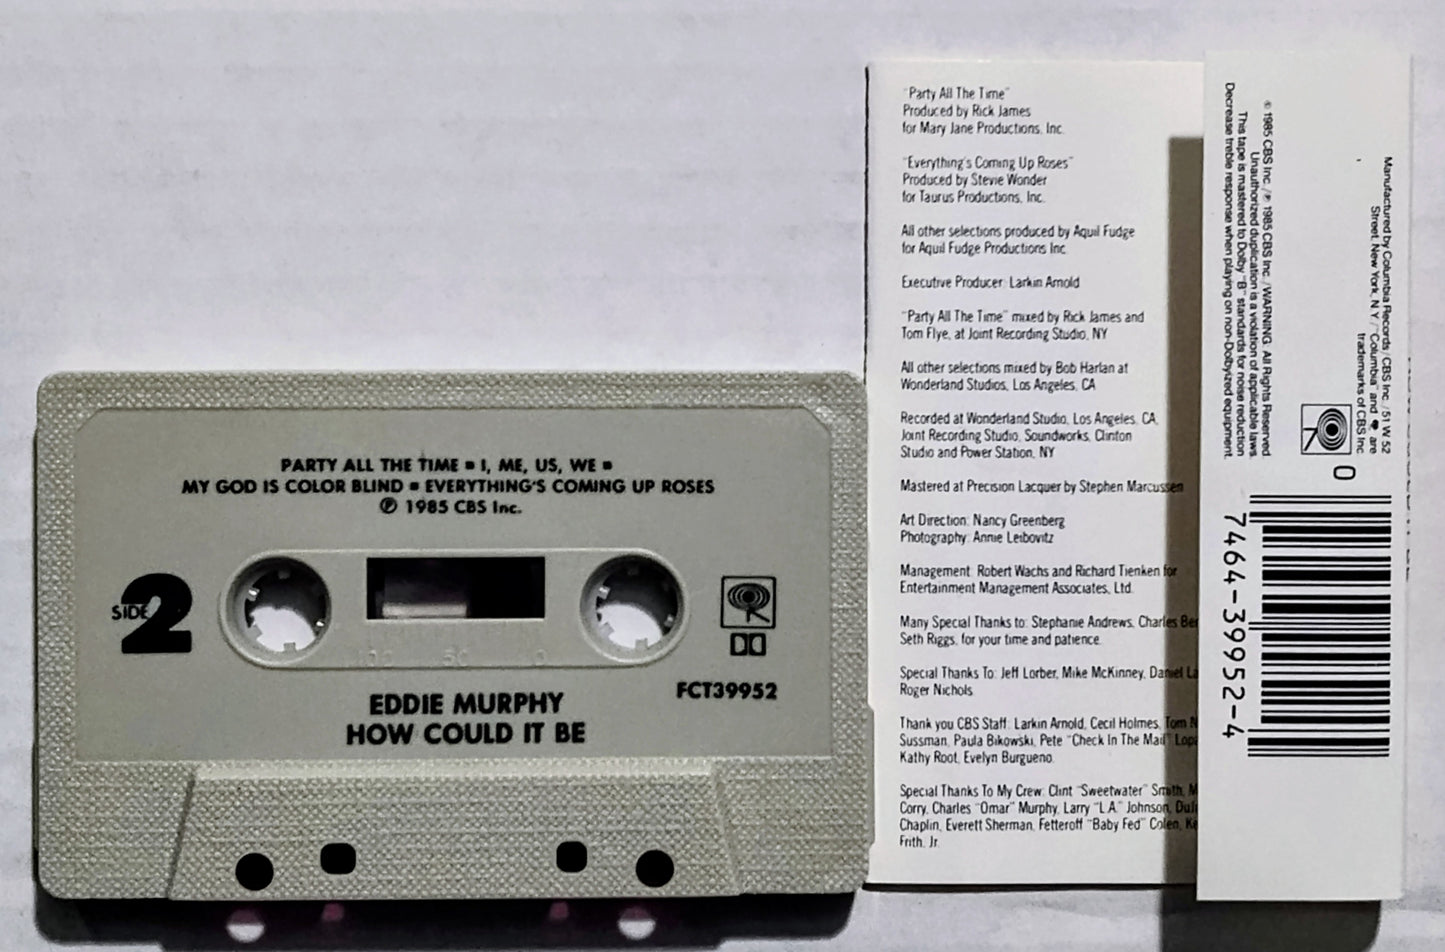 PARTY ALL THE TIME ▪ I, ME, US, WE ▪
MY GOD IS COLOR BLIND ▪ EVERYTHING'S COMING UP ROSES
℗ 1985 CBS Inc.
SIDE 2
FCT39952
EDDIE MURPHY
HOW COULD IT BE
100 50 0
"Party All The Time"
Produced by Rick James
for Mary Jane Productions, Inc.
"Everything's Coming Up Roses"
Produced by Stevie Wonder
for Taurus Productions, Inc.
All other selections produced by Aquil Fudge
for Aquil Fudge Productions Inc.
Executive Producer: Larkin Arnold
"Party All The Time" mixed by Rick James and
Tom Flye, at Joint Recording Studio, NY
All other selections mixed by Bob Harlan at
Wonderland Studios, Los Angeles, CA
Recorded at Wonderland Studio, Los Angeles, CA,
Joint Recording Studio, Soundworks, Clinton
Studio and Power Station, NY
Mastered at Precision Lacquer by Stephen Marcussen
Art Direction: Nancy Greenberg
Photography: Annie Leibovitz
Management: Robert Wachs and Richard Tienken for
Entertainment Management Associates, Ltd.
Many Special Thanks to: Stephanie Andrews, Charles
Seth Riggs, for your time and patience.
Special Thanks To: Jeff Lorber, Mike McKinney, Daniel
Roger Nichols
Thank you CBS Staff: Larkin Arnold, Cecil Holmes, Tom
Sussman, Paula Bikowski, Pete "Check In The Mail"
Kathy Root, Evelyn Burgueno.
Special Thanks To My Crew: Clint "Sweetwater" Smith,
Corry, Charles "Omar" Murphy, Larry "L.A." Johnson,
Chaplin, Everett Sherman, Fetteroff "Baby Fed" Colen,
Frith, Jr.
Manufactured by Columbia Records / CBS Inc. / 51 W 52
Street, New York, N.Y. / "Columbia" and are
trademarks of CBS Inc
© 1985 CBS Inc. / ℗ 1985 CBS Inc. / WARNING: All Rights Reserved
Unauthorized duplication is a violation of applicable laws
This tape is mastered to Dolby "B" standards for noise reduction
Decrease treble response when playing on non-Dolbyized equipment.
0
7464-39952-4